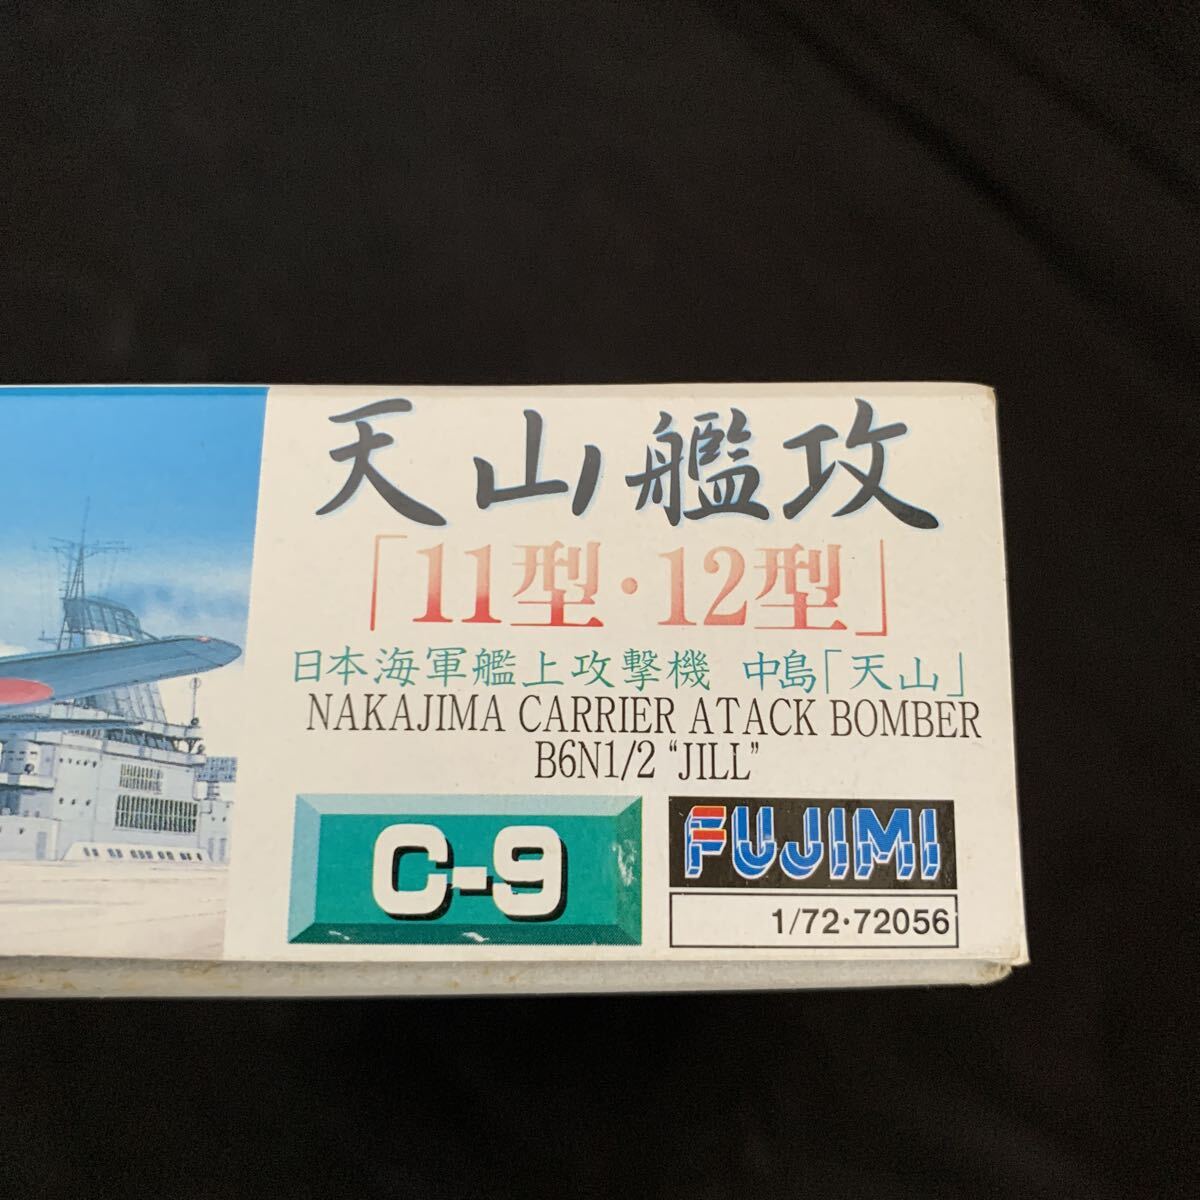 天山艦攻
「11型・12型」
日本海軍艦上攻撃機 中島「天山」
NAKAJIMA CARRIER ATACK BOMBER
B6N1/2 “JILL”
C-9
FUJIMI
1/72・72056